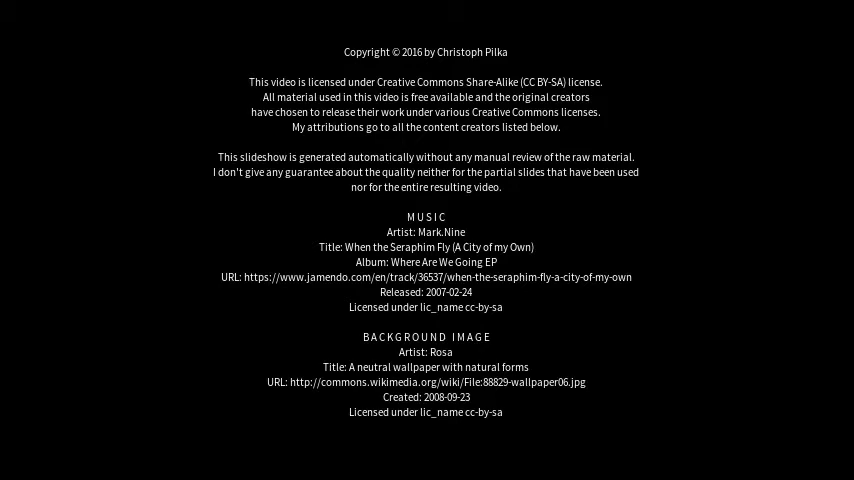 Copyright © 2016 by Christoph Pilka
This video is licensed under Creative Commons Share-Alike (CC BY-SA) license.
All material used in this video is free available and the original creators
have chosen to release their work under various Creative Commons licenses.
My attributions go to all the content creators listed below.
This slideshow is generated automatically without any manual review of the raw material.
I don't give any guarantee about the quality neither for the partial slides that have been used
nor for the entire resulting video.
M U S I C
Artist: Mark.Nine
Title: When the Seraphim Fly (A City of my Own)
Album: Where Are We Going EP
URL: https://www.jamendo.com/en/track/36537/when-the-seraphim-fly-a-city-of-my-own
Released: 2007-02-24
Licensed under lic_name cc-by-sa
B A C K G R O U N D   I M A G E
Artist: Rosa
Title: A neutral wallpaper with natural forms
URL: http://commons.wikimedia.org/wiki/File:88829-wallpaper06.jpg
Created: 2008-09-23
Licensed under lic_name cc-by-sa